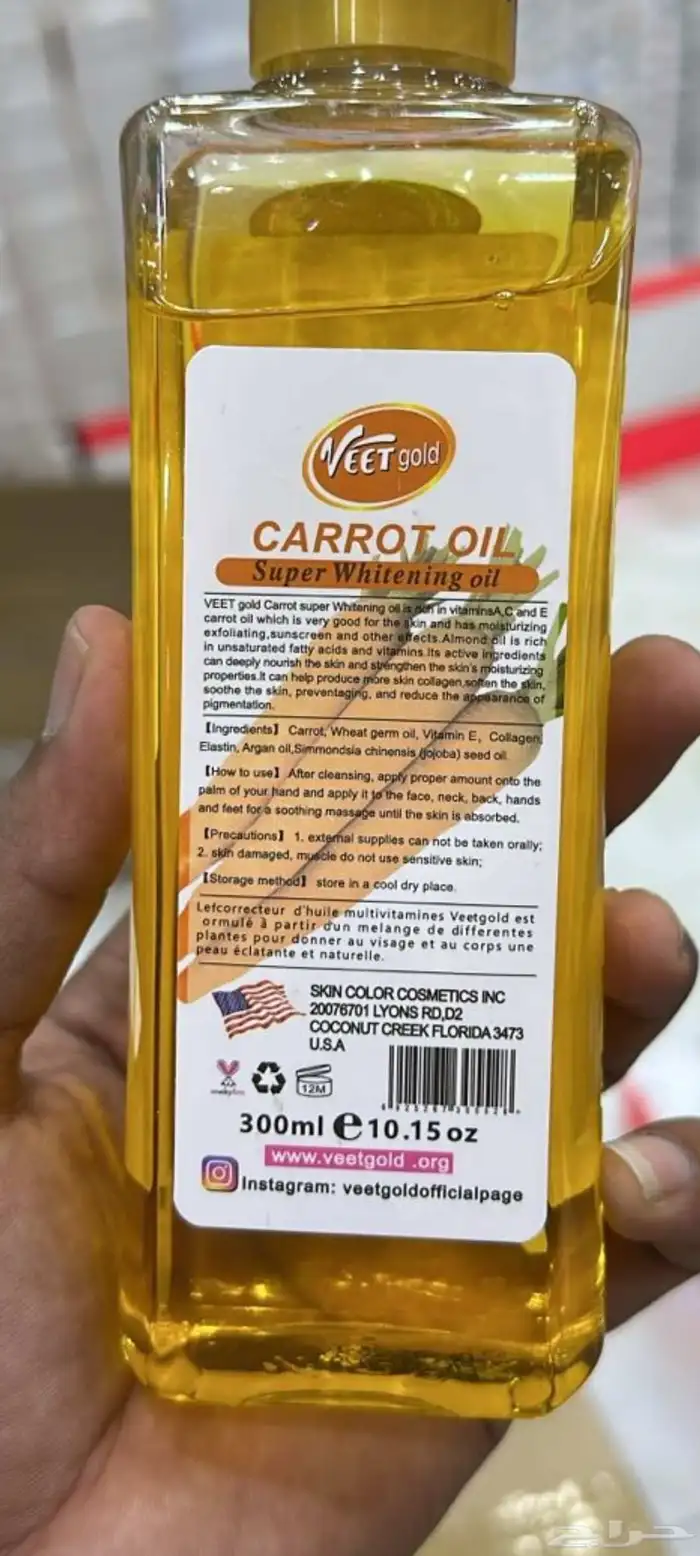 VEET gold
CARROT OIL
Super Whitening oil
VEET gold Carrot super Whitening oil is rich in vitaminsA,C and E
carrot oil which is very good for the skin and has moisturizing
exfoliating,sunscreen and other effects.Almond oil is rich
in unsaturated fatty acids and vitamins.Its active ingredients
can deeply nourish the skin and strengthen the skin's moisturizing
properties.It can help produce more skin collagen,soften the skin,
soothe the skin, preventaging, and reduce the appearance of
pigmentation.
【Ingredients】 Carrot, Wheat germ oil, Vitamin E, Collagen,
Elastin, Argan oil,Simmondsia chinensis (jojoba) seed oil.
【How to use】 After cleansing, apply proper amount onto the
palm of your hand and apply it to the face, neck, back, hands
and feet for a soothing massage until the skin is absorbed.
【Precautions】 1. external supplies can not be taken orally;
2. skin damaged, muscle do not use sensitive skin;
【Storage method】 store in a cool dry place.
Lefcorrecteur d'huile multivitamines Veetgold est
ormulé à partir d'un melange de differentes
plantes pour donner au visage et au corps une
peau éclatante et naturelle.
SKIN COLOR COSMETICS INC
20076701 LYONS RD,D2
COCONUT CREEK FLORIDA 3473
U.S.A
12M
300ml e 10.15 oz
www.veetgold .org
Instagram: veetgoldofficialpage
حراج